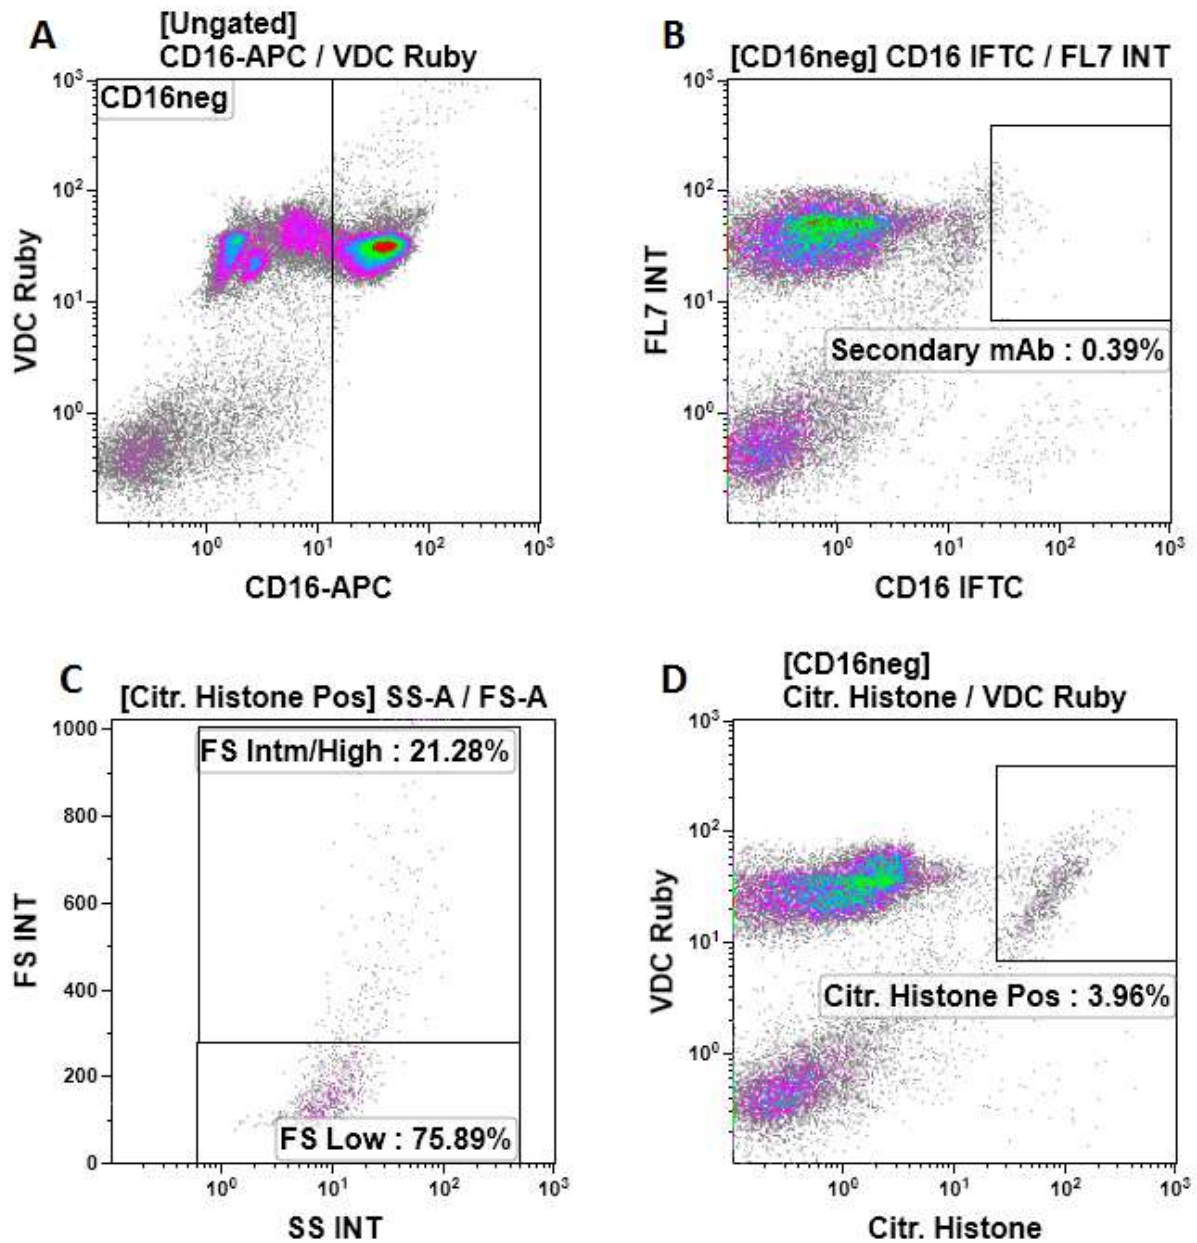 A
[Ungated]
CD16-APC / VDC Ruby
CD16neg
10³
10²
10¹
10⁰
VDC Ruby
10⁰ 10¹ 10² 10³
CD16-APC
B
[CD16neg] CD16 IFTC / FL7 INT
10³
10²
10¹
10⁰
FL7 INT
Secondary mAb : 0.39%
10⁰ 10¹ 10² 10³
CD16 IFTC
C
[Citr. Histone Pos] SS-A / FS-A
FS Intm/High : 21.28%
1000
800
600
400
200
0
FS INT
FS Low : 75.89%
10⁰ 10¹ 10² 10³
SS INT
D
[CD16neg]
Citr. Histone / VDC Ruby
10³
10²
10¹
10⁰
VDC Ruby
Citr. Histone Pos : 3.96%
10⁰ 10¹ 10² 10³
Citr. Histone